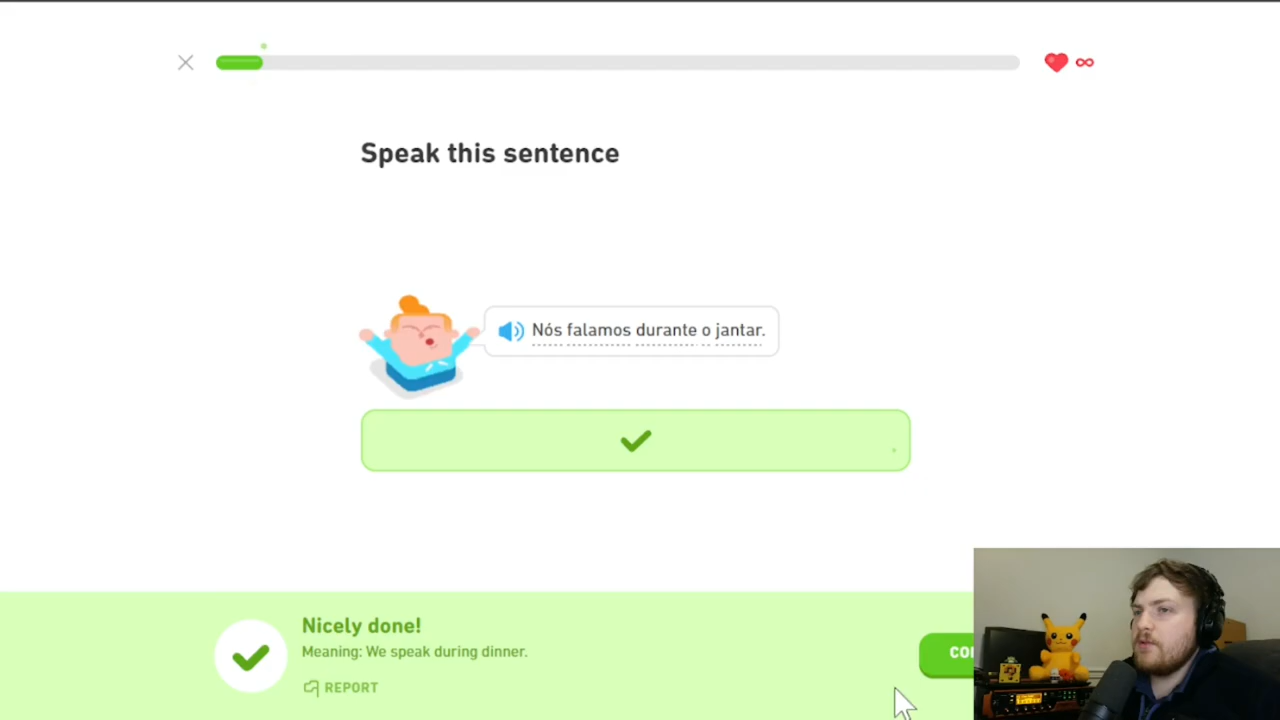 Speak this sentence
Nós falamos durante o jantar.
Nicely done!
Meaning: We speak during dinner.
REPORT